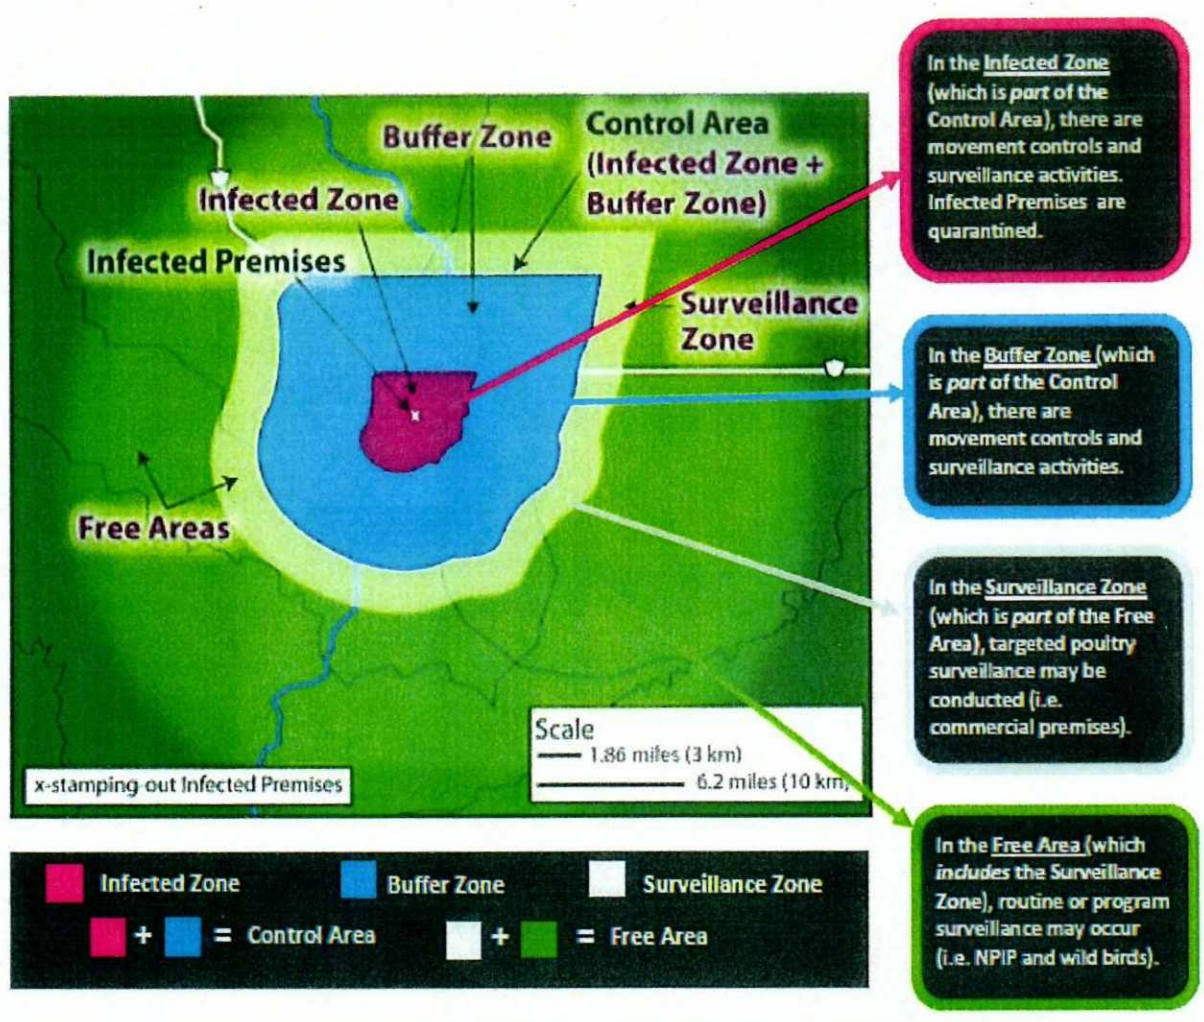 Buffer Zone
Control Area
(Infected Zone +
Buffer Zone)
Infected Zone
Infected Premises
Surveillance
Zone
Free Areas
Scale
1.86 miles (3 km)
6.2 miles (10 km)
x-stamping-out Infected Premises
Infected Zone
Buffer Zone
Surveillance Zone
+ = Control Area
+ = Free Area
In the Infected Zone
(which is part of the
Control Area), there are
movement controls and
surveillance activities.
Infected Premises are
quarantined.
In the Buffer Zone (which
is part of the Control
Area), there are
movement controls and
surveillance activities.
In the Surveillance Zone
(which is part of the Free
Area), targeted poultry
surveillance may be
conducted (i.e.
commercial premises).
In the Free Area (which
includes the Surveillance
Zone), routine or program
surveillance may occur
(i.e. NPIP and wild birds).